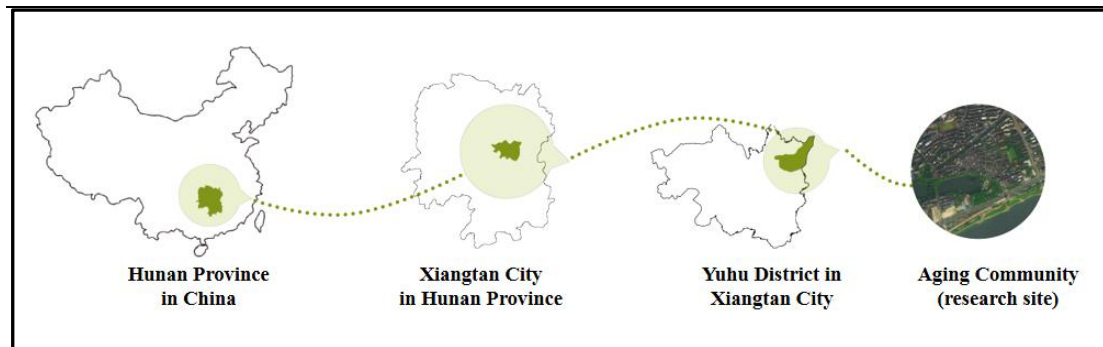 Hunan Province
in China
Xiangtan City
in Hunan Province
Yuhu District in
Xiangtan City
Aging Community
(research site)